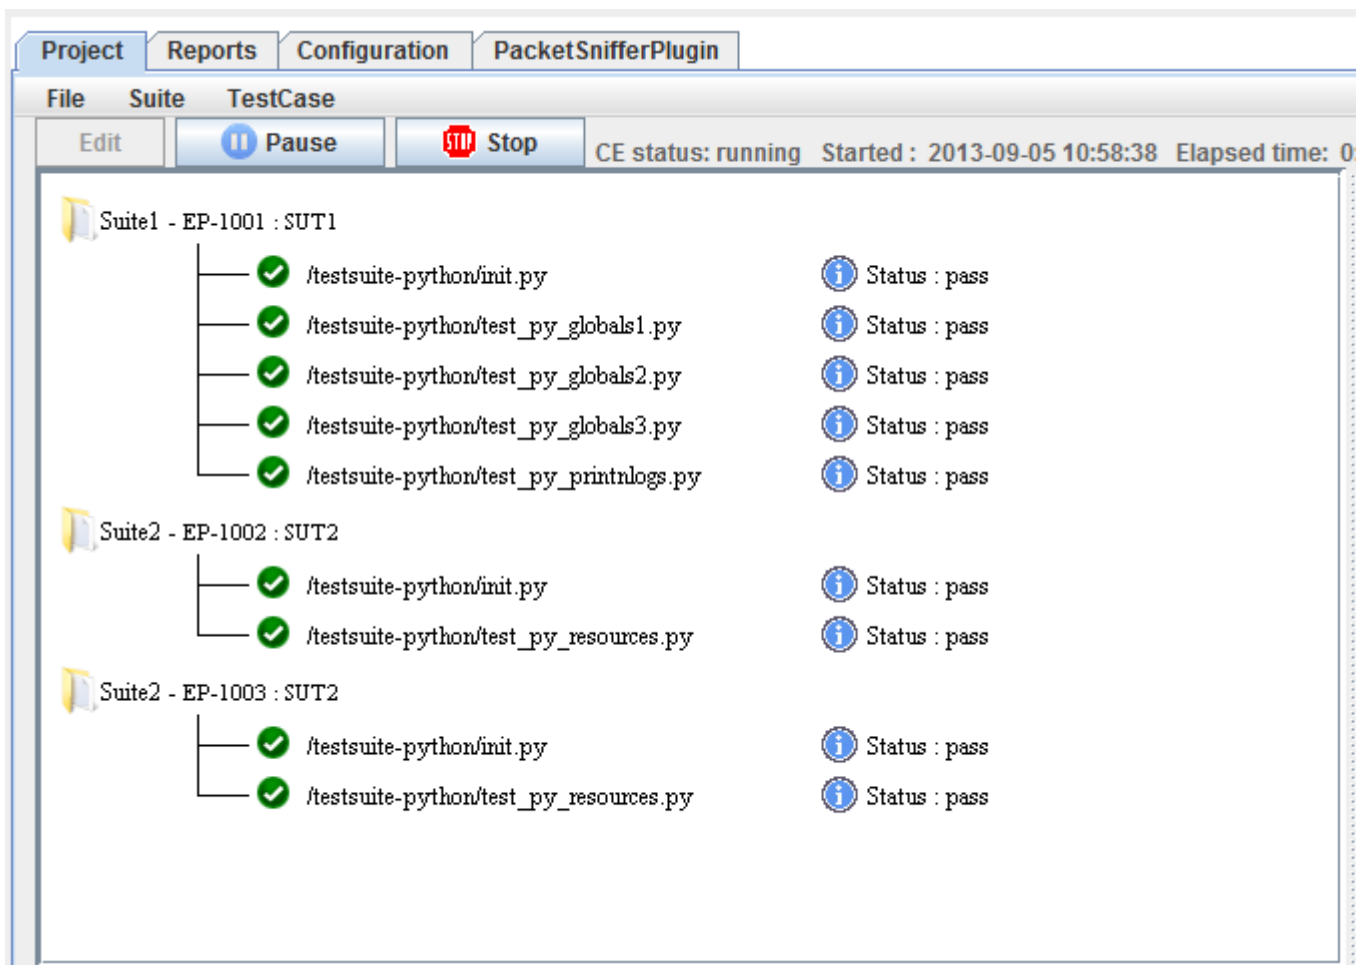 Project Reports Configuration PacketSnifferPlugin
File Suite TestCase
Edit Pause STOP Stop CE status: running Started : 2013-09-05 10:58:38 Elapsed time: 0:
Suite1 - EP-1001 : SUT1
/testsuite-python/init.py Status : pass
/testsuite-python/test_py_globals1.py Status : pass
/testsuite-python/test_py_globals2.py Status : pass
/testsuite-python/test_py_globals3.py Status : pass
/testsuite-python/test_py_printnlogs.py Status : pass
Suite2 - EP-1002 : SUT2
/testsuite-python/init.py Status : pass
/testsuite-python/test_py_resources.py Status : pass
Suite2 - EP-1003 : SUT2
/testsuite-python/init.py Status : pass
/testsuite-python/test_py_resources.py Status : pass